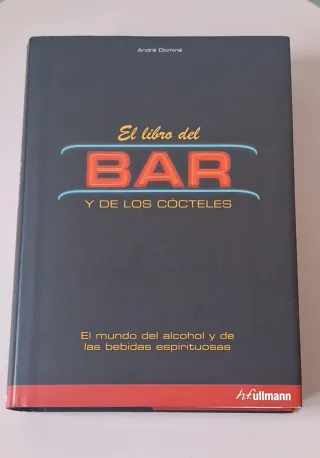 André Dominé
El libro del
BAR
Y DE LOS CÓCTELES
El mundo del alcohol y de
las bebidas espirituosas
h.f.ullmann